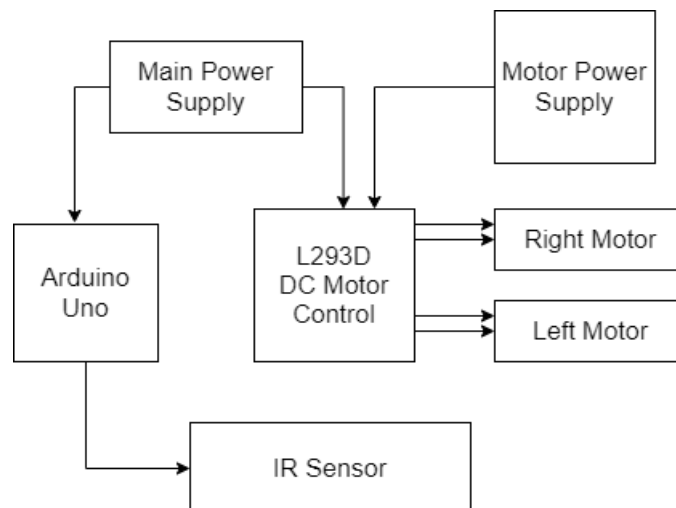 Main Power
Supply
Motor Power
Supply
Arduino
Uno
L293D
DC Motor
Control
Right Motor
Left Motor
IR Sensor